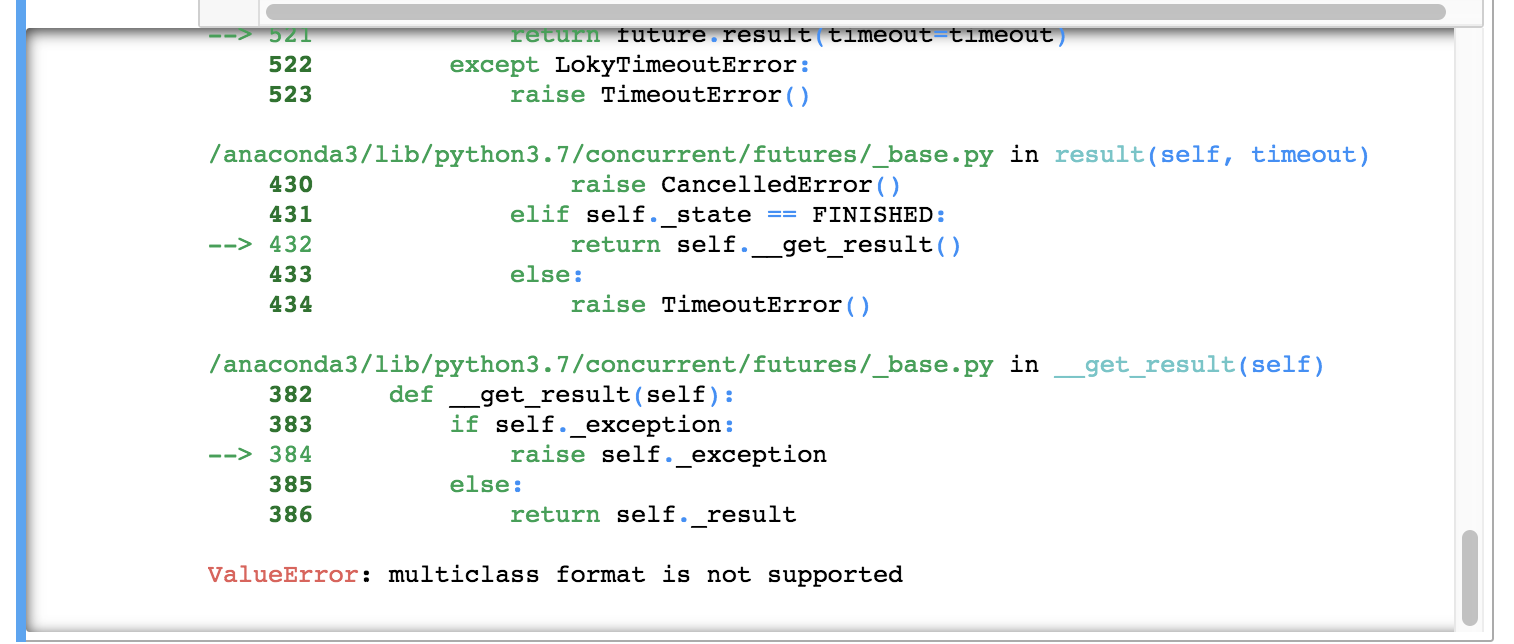 --> 521             return future.result(timeout=timeout)
    522         except LokyTimeoutError:
    523             raise TimeoutError()
/anaconda3/lib/python3.7/concurrent/futures/_base.py in result(self, timeout)
    430                 raise CancelledError()
    431             elif self._state == FINISHED:
--> 432                 return self.__get_result()
    433             else:
    434                 raise TimeoutError()
/anaconda3/lib/python3.7/concurrent/futures/_base.py in __get_result(self)
    382     def __get_result(self):
    383         if self._exception:
--> 384             raise self._exception
    385         else:
    386             return self._result
ValueError: multiclass format is not supported